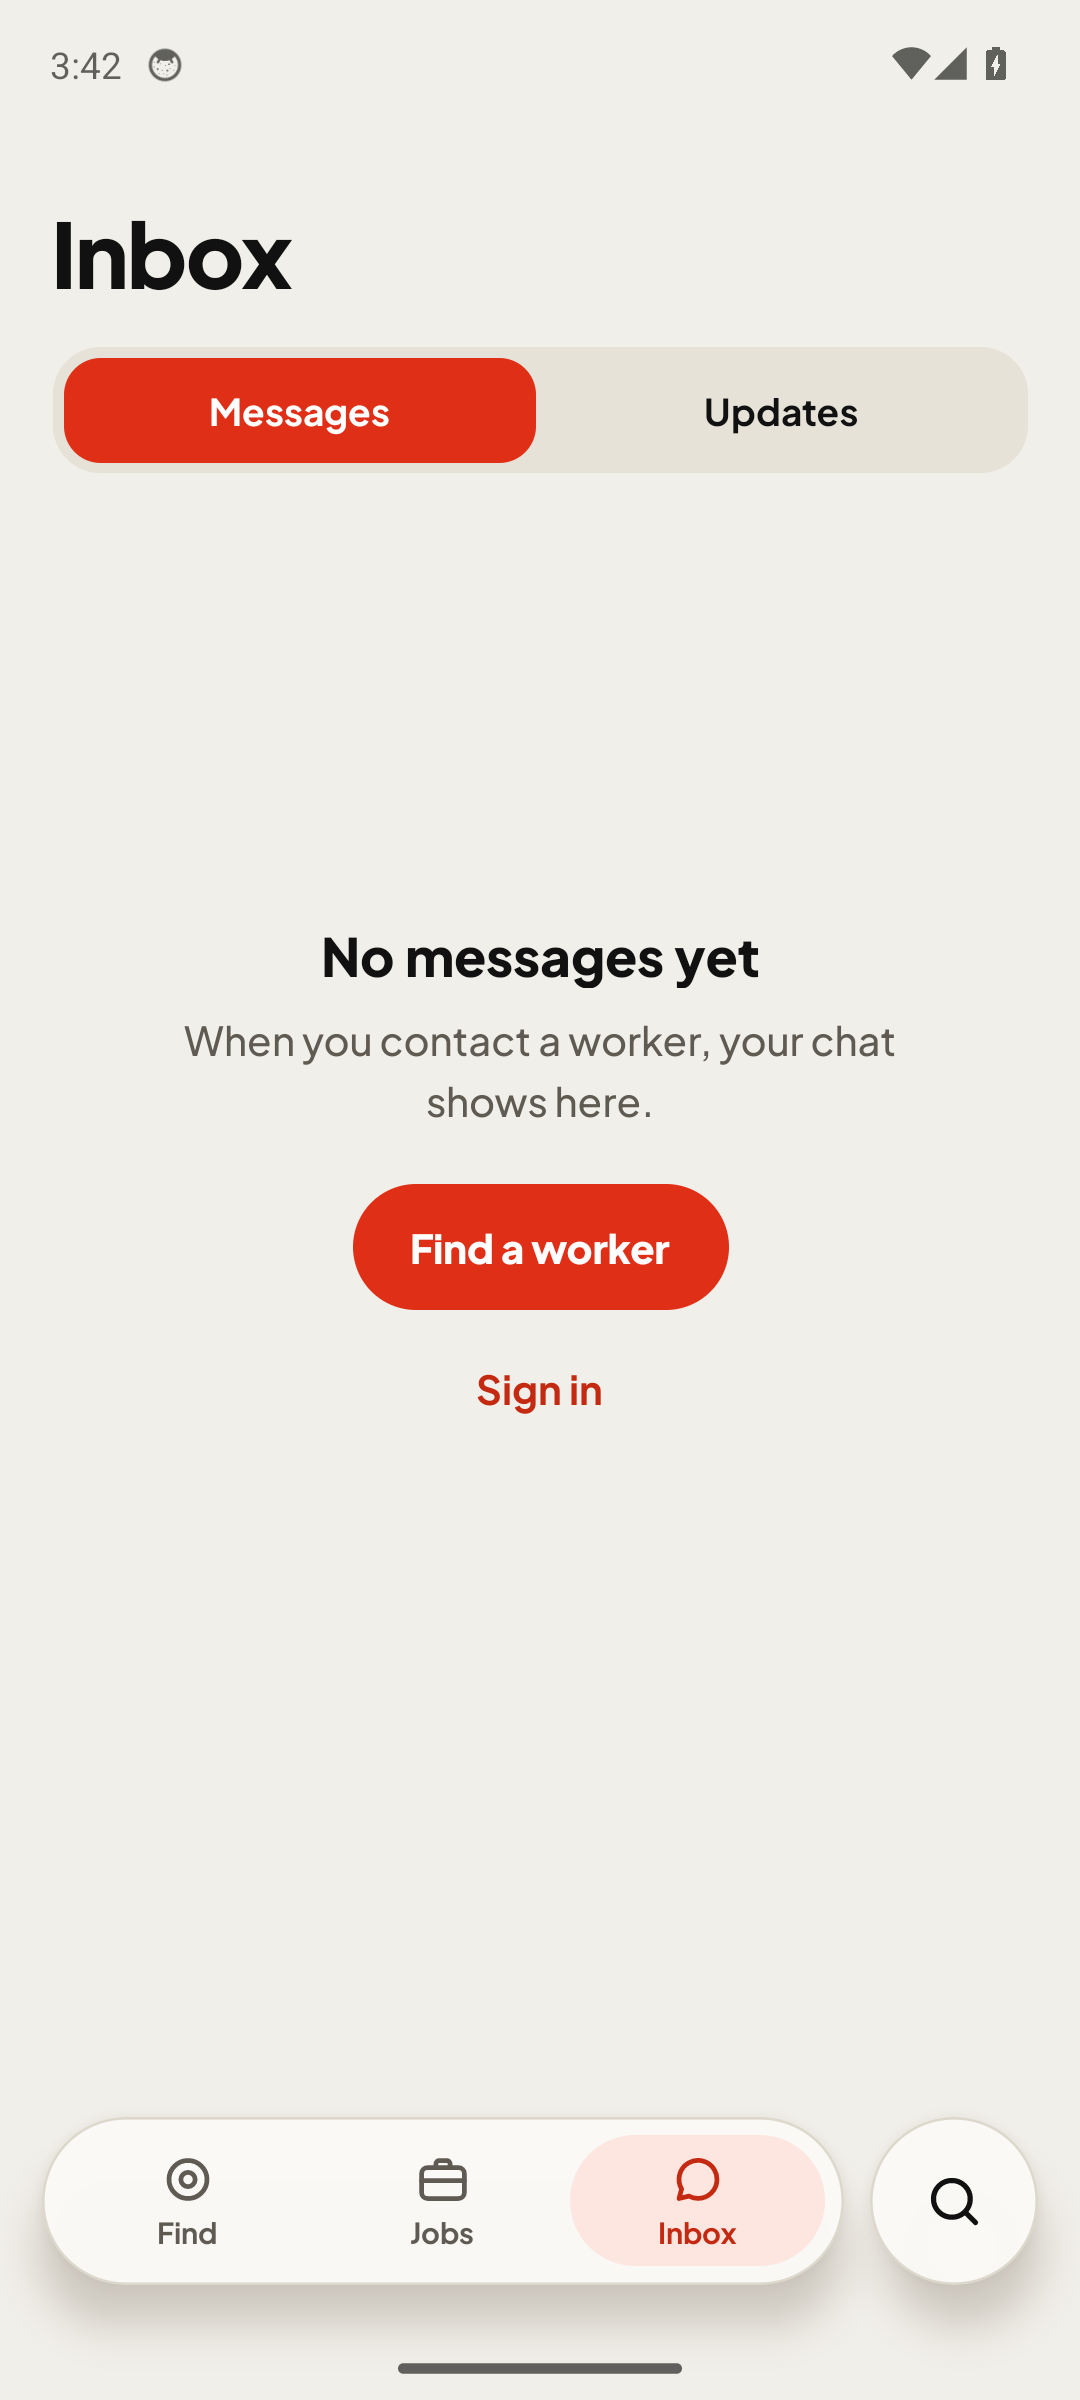 3:42
Inbox
Messages
Updates
No messages yet
When you contact a worker, your chat
shows here.
Find a worker
Sign in
Find
Jobs
Inbox